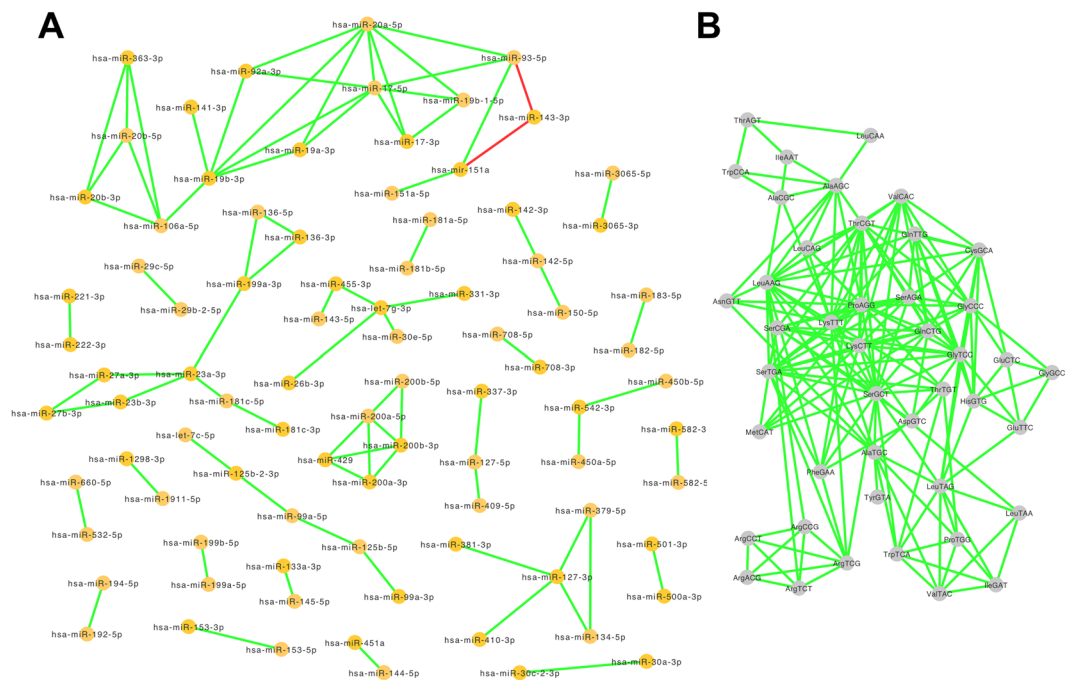 A
B
hsa-miR-20a-5p
hsa-miR-363-3p
hsa-miR-93-5p
hsa-miR-92a-3p
hsa-miR-17-5p
hsa-miR-19b-1-5p
hsa-miR-141-3p
hsa-miR-143-3p
hsa-miR-20b-5p
hsa-miR-17-3p
hsa-miR-19a-3p
hsa-mir-151a
hsa-miR-19b-3p
hsa-miR-3065-5p
hsa-miR-20b-3p
hsa-miR-151a-5p
hsa-miR-106a-5p
hsa-miR-136-5p
hsa-miR-181a-5p
hsa-miR-142-3p
hsa-miR-3065-3p
hsa-miR-136-3p
hsa-miR-29c-5p
hsa-miR-181b-5p
hsa-miR-142-5p
hsa-miR-199a-3p
hsa-miR-455-3p
hsa-miR-221-3p
hsa-miR-331-3p
hsa-miR-183-5p
hsa-miR-29b-2-5p
hsa-let-7g-3p
hsa-miR-143-5p
hsa-miR-150-5p
hsa-miR-222-3p
hsa-miR-30e-5p
hsa-miR-708-5p
hsa-miR-182-5p
hsa-miR-27a-3p
hsa-miR-23a-3p
hsa-miR-708-3p
hsa-miR-26b-3p
hsa-miR-200b-5p
hsa-miR-450b-5p
hsa-miR-337-3p
hsa-miR-23b-3p
hsa-miR-181c-5p
hsa-miR-27b-3p
hsa-miR-200a-5p
hsa-miR-542-3p
hsa-miR-181c-3p
hsa-miR-582-3
hsa-let-7c-5p
hsa-miR-200b-3p
hsa-miR-1298-3p
hsa-miR-429
hsa-miR-127-5p
hsa-miR-450a-5p
hsa-miR-125b-2-3p
hsa-miR-660-5p
hsa-miR-200a-3p
hsa-miR-582-5
hsa-miR-1911-5p
hsa-miR-409-5p
hsa-miR-379-5p
hsa-miR-99a-5p
hsa-miR-532-5p
hsa-miR-199b-5p
hsa-miR-125b-5p
hsa-miR-381-3p
hsa-miR-501-3p
hsa-miR-133a-3p
hsa-miR-127-3p
hsa-miR-194-5p
hsa-miR-199a-5p
hsa-miR-99a-3p
hsa-miR-500a-3p
hsa-miR-145-5p
hsa-miR-153-3p
hsa-miR-192-5p
hsa-miR-410-3p
hsa-miR-134-5p
hsa-miR-451a
hsa-miR-153-5p
hsa-miR-30a-3p
hsa-miR-144-5p
hsa-miR-30c-2-3p
ThrAGT
LeuCAA
IleAAT
TrpCCA
AlaAGC
AlaCGC
ValCAC
ThrCGT
GlnTTG
LeuCAG
CysGCA
LeuAAG
AsnGTT
SerAGA
ProAGG
GlyCCC
LysTTT
SerCGA
GlnCTG
LysCTT
GlyTCC
GluCTC
SerTGA
GlyGCC
ThrTGT
SerGCT
HisGTG
AspGTC
GluTTC
MetCAT
AlaTGC
PheGAA
LeuTAG
TyrGTA
LeuTAA
ArgCCG
ArgCCT
ProTGG
TrpTCA
ArgTCG
ArgACG
ArgTCT
IleGAT
ValTAC